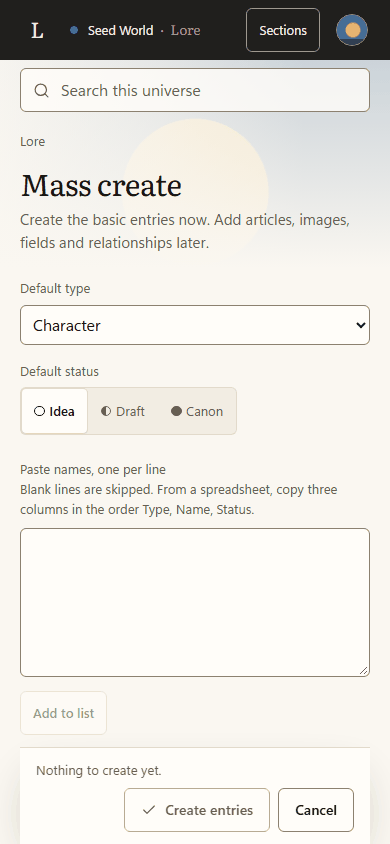 L Seed World · Lore Sections
Search this universe
Lore
Mass create
Create the basic entries now. Add articles, images,
fields and relationships later.
Default type
Character
Default status
Idea Draft Canon
Paste names, one per line
Blank lines are skipped. From a spreadsheet, copy three
columns in the order Type, Name, Status.
Add to list
Nothing to create yet.
Create entries Cancel